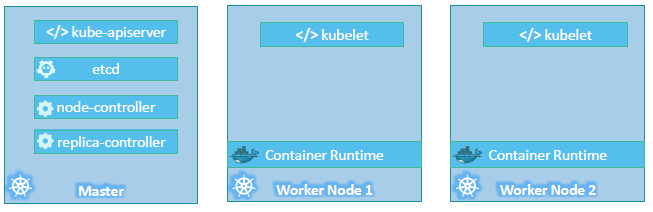 </> kube-apiserver
etcd
node-controller
replica-controller
Master
</> kubelet
Container Runtime
Worker Node 1
</> kubelet
Container Runtime
Worker Node 2